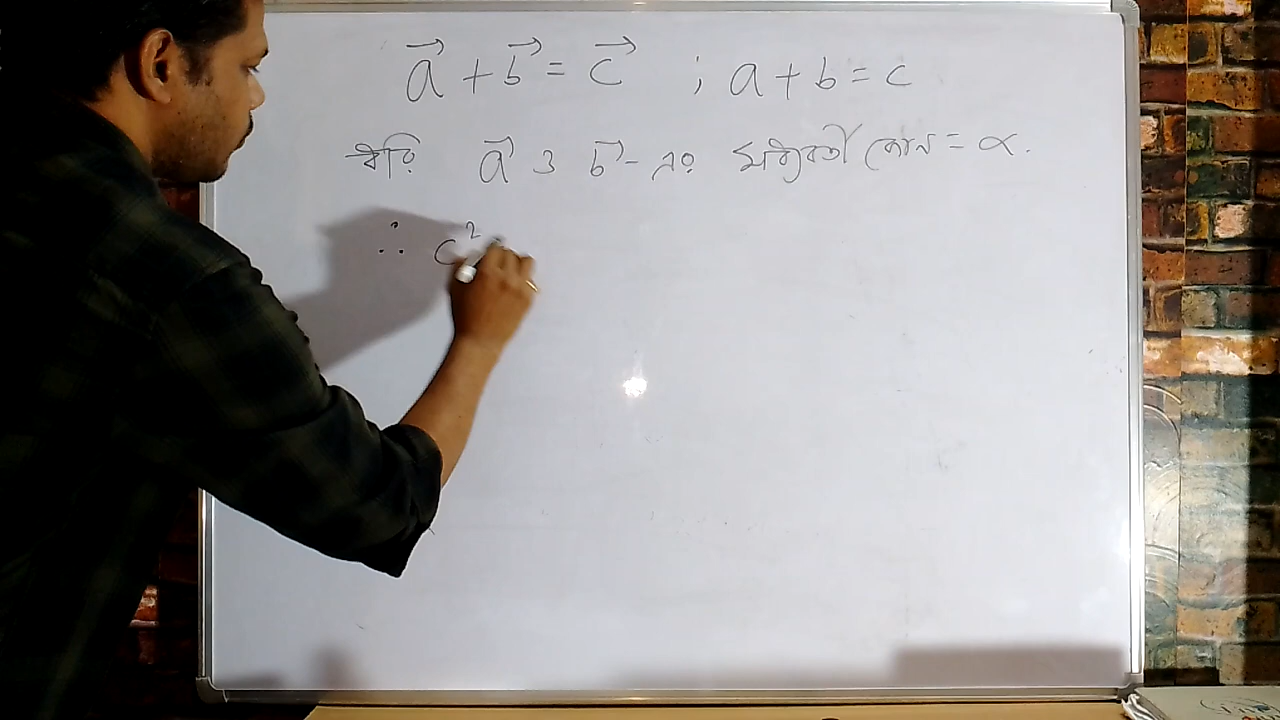 a⃗ + b⃗ = c⃗ ; a + b = c
ধরি a⃗ ও b⃗ - এর মধ্যবর্তী কোন = α.
∴ c²